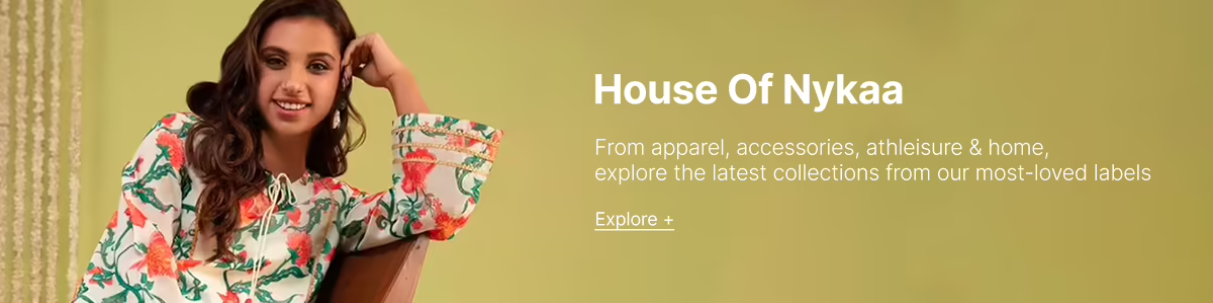 House Of Nykaa
From apparel, accessories, athleisure & home,
explore the latest collections from our most-loved labels
Explore +